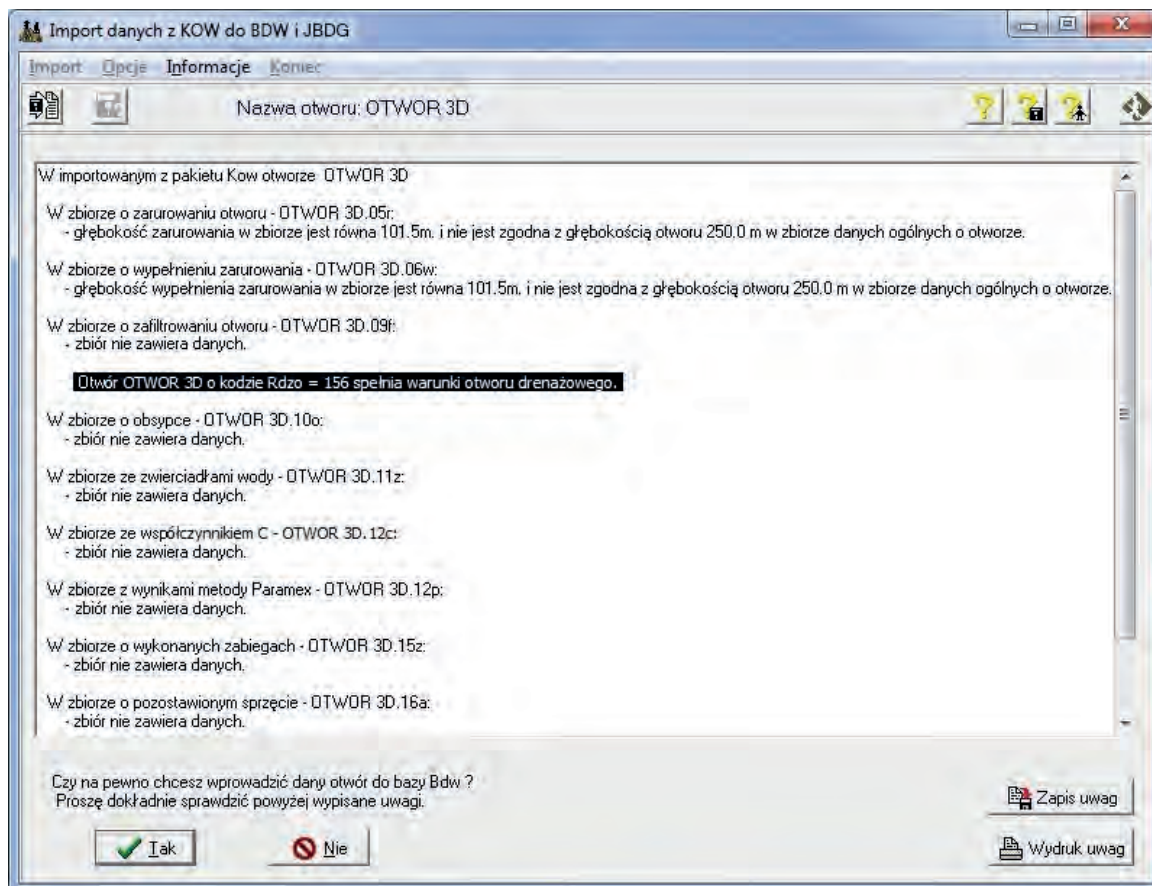 Import danych z KOW do BDW i JBDG
Import Opcje Informacje Koniec
Nazwa otworu: OTWOR 3D
W importowanym z pakietu Kow otworze OTWOR 3D
W zbiorze o zarurowaniu otworu - OTWOR 3D.05r:
- głębokość zarurowania w zbiorze jest równa 101.5m. i nie jest zgodna z głębokością otworu 250.0 m w zbiorze danych ogólnych o otworze.
W zbiorze o wypełnieniu zarurowania - OTWOR 3D.06w:
- głębokość wypełnienia zarurowania w zbiorze jest równa 101.5m. i nie jest zgodna z głębokością otworu 250.0 m w zbiorze danych ogólnych o otworze.
W zbiorze o zafiltrowaniu otworu - OTWOR 3D.09f:
- zbiór nie zawiera danych.
Otwór OTWOR 3D o kodzie Rdzo = 156 spełnia warunki otworu drenażowego.
W zbiorze o obsypce - OTWOR 3D.10o:
- zbiór nie zawiera danych.
W zbiorze ze zwierciadłami wody - OTWOR 3D.11z:
- zbiór nie zawiera danych.
W zbiorze ze współczynnikiem C - OTWOR 3D.12c:
- zbiór nie zawiera danych.
W zbiorze z wynikami metody Paramex - OTWOR 3D.12p:
- zbiór nie zawiera danych.
W zbiorze o wykonanych zabiegach - OTWOR 3D.15z:
- zbiór nie zawiera danych.
W zbiorze o pozostawionym sprzęcie - OTWOR 3D.16a:
- zbiór nie zawiera danych.
Czy na pewno chcesz wprowadzić dany otwór do bazy Bdw ?
Proszę dokładnie sprawdzić powyżej wypisane uwagi.
Zapis uwag
Tak Nie
Wydruk uwag